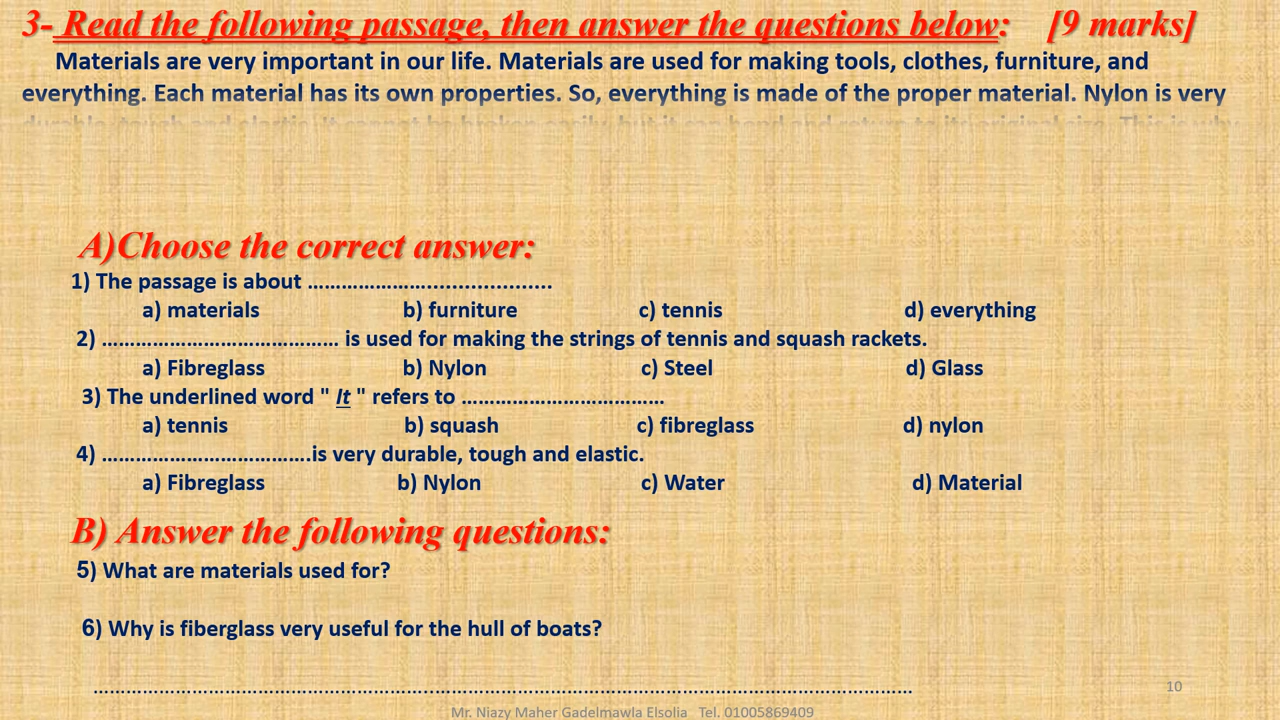 3- Read the following passage, then answer the questions below: [9 marks]
Materials are very important in our life. Materials are used for making tools, clothes, furniture, and
everything. Each material has its own properties. So, everything is made of the proper material. Nylon is very
A)Choose the correct answer:
1) The passage is about ………………….......................
a) materials b) furniture c) tennis d) everything
2) …………………………………… is used for making the strings of tennis and squash rackets.
a) Fibreglass b) Nylon c) Steel d) Glass
3) The underlined word " It " refers to ………………………………
a) tennis b) squash c) fibreglass d) nylon
4) ……………………………….is very durable, tough and elastic.
a) Fibreglass b) Nylon c) Water d) Material
B) Answer the following questions:
5) What are materials used for?
6) Why is fiberglass very useful for the hull of boats?
…………………………………………………………………………………………………………………………………
10
Mr. Niazy Maher Gadelmawla Elsolia Tel. 01005869409